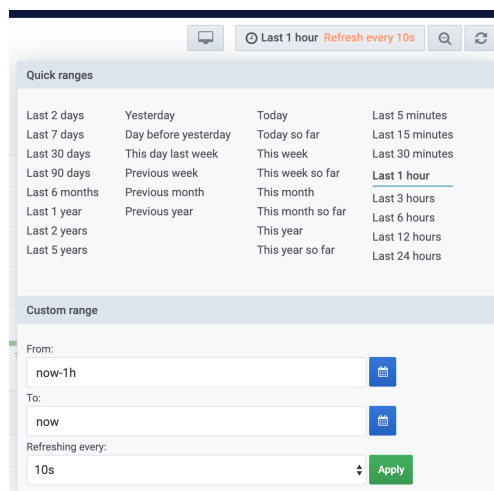 Last 1 hour Refresh every 10s
Quick ranges
Last 2 days
Last 7 days
Last 30 days
Last 90 days
Last 6 months
Last 1 year
Last 2 years
Last 5 years
Yesterday
Day before yesterday
This day last week
Previous week
Previous month
Previous year
Today
Today so far
This week
This week so far
This month
This month so far
This year
This year so far
Last 5 minutes
Last 15 minutes
Last 30 minutes
Last 1 hour
Last 3 hours
Last 6 hours
Last 12 hours
Last 24 hours
Custom range
From:
now-1h
To:
now
Refreshing every:
10s
Apply